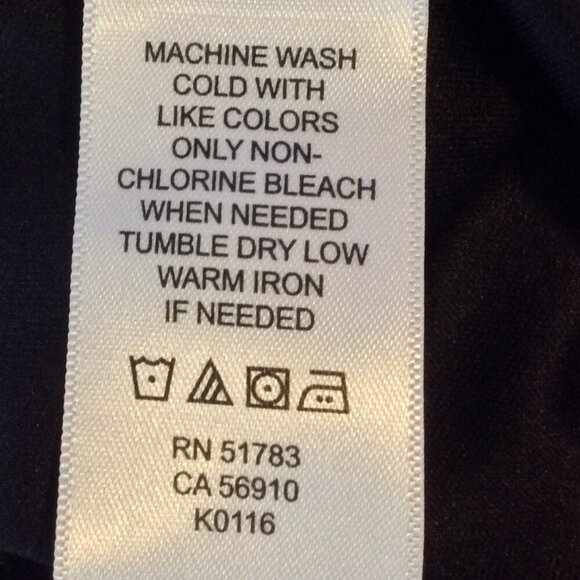 MACHINE WASH
COLD WITH
LIKE COLORS
ONLY NON-
CHLORINE BLEACH
WHEN NEEDED
TUMBLE DRY LOW
WARM IRON
IF NEEDED
RN 51783
CA 56910
K0116